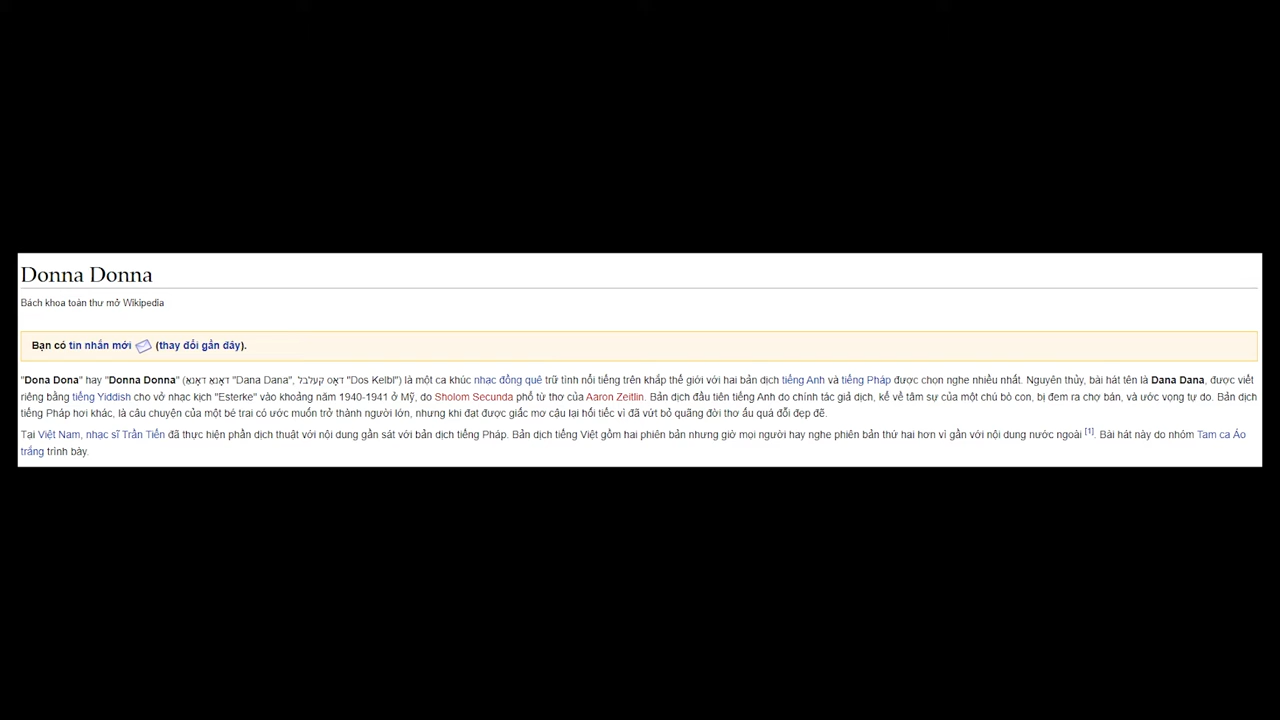 Donna Donna
Bách khoa toàn thư mở Wikipedia
Bạn có tin nhắn mới (thay đổi gần đây).
"Dona Dona" hay "Donna Donna" (דאַנאַ דאַנאַ "Dana Dana", דאָס קעלבל "Dos Kelbl") là một ca khúc nhạc đồng quê trữ tình nổi tiếng trên khắp thế giới với hai bản dịch tiếng Anh và tiếng Pháp được chọn nghe nhiều nhất. Nguyên thủy, bài hát tên là Dana Dana, được viết
riêng bằng tiếng Yiddish cho vở nhạc kịch "Esterke" vào khoảng năm 1940-1941 ở Mỹ, do Sholom Secunda phổ từ thơ của Aaron Zeitlin. Bản dịch đầu tiên tiếng Anh do chính tác giả dịch, kể về tâm sự của một chú bò con, bị đem ra chợ bán, và ước vọng tự do. Bản dịch
tiếng Pháp hơi khác, là câu chuyện của một bé trai có ước muốn trở thành người lớn, nhưng khi đạt được giấc mơ cậu lại hối tiếc vì đã vứt bỏ quãng đời thơ ấu quá đỗi đẹp đẽ.
Tại Việt Nam, nhạc sĩ Trần Tiến đã thực hiện phần dịch thuật với nội dung gần sát với bản dịch tiếng Pháp. Bản dịch tiếng Việt gồm hai phiên bản nhưng giờ mọi người hay nghe phiên bản thứ hai hơn vì gần với nội dung nước ngoài [1]. Bài hát này do nhóm Tam ca Áo
trắng trình bày.